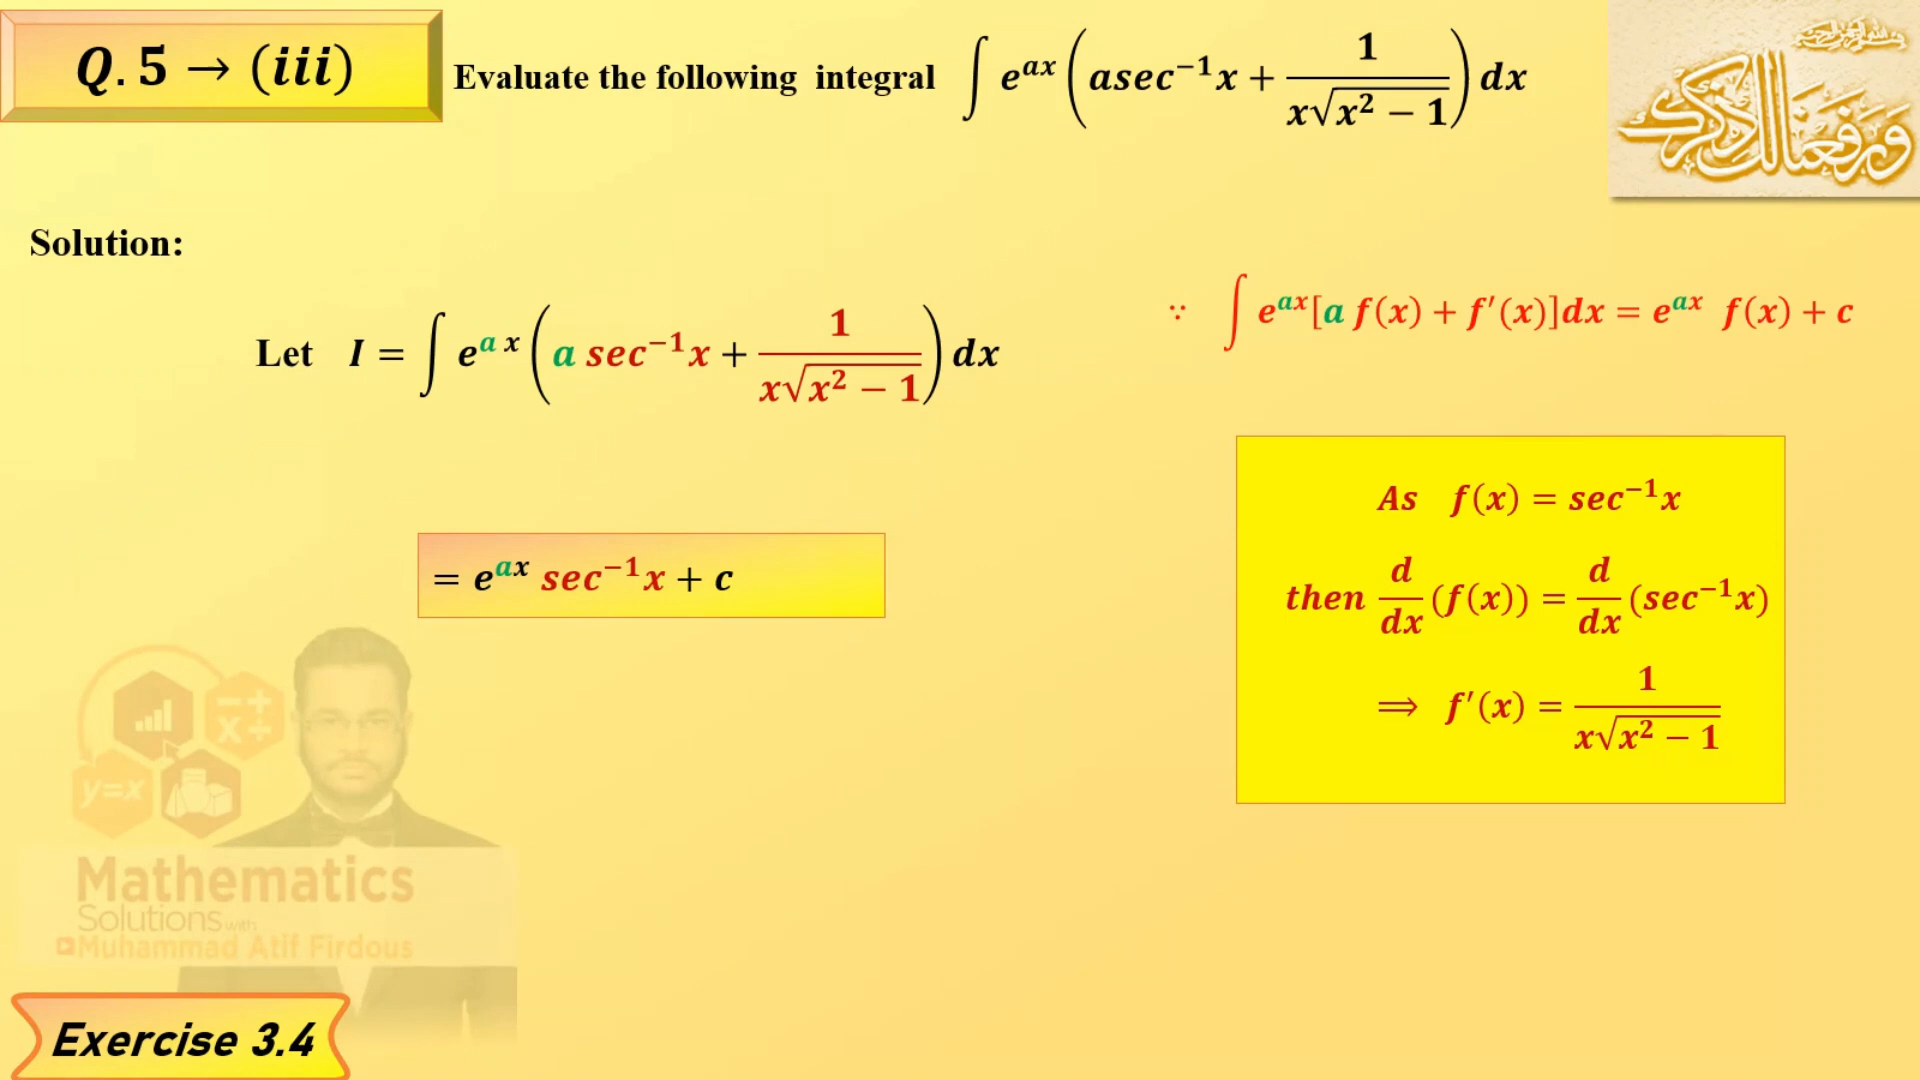 Q. 5 → (iii)
Evaluate the following integral ∫ e^{ax} (asec^{−1}x + 1/(x√(x^2 − 1))) dx
وَرَفَعْنَا لَكَ ذِكْرَكَ
Solution:
Let I = ∫ e^{a x} (a sec^{−1}x + 1/(x√(x^2 − 1))) dx
∵ ∫ e^{ax}[a f(x) + f′(x)]dx = e^{ax} f(x) + c
= e^{ax} sec^{−1}x + c
As f(x) = sec^{−1}x
then d/dx (f(x)) = d/dx (sec^{−1}x)
⟹ f′(x) = 1/(x√(x^2 − 1))
y=x
Mathematics
Solutions with
Muhammad Atif Firdous
Exercise 3.4